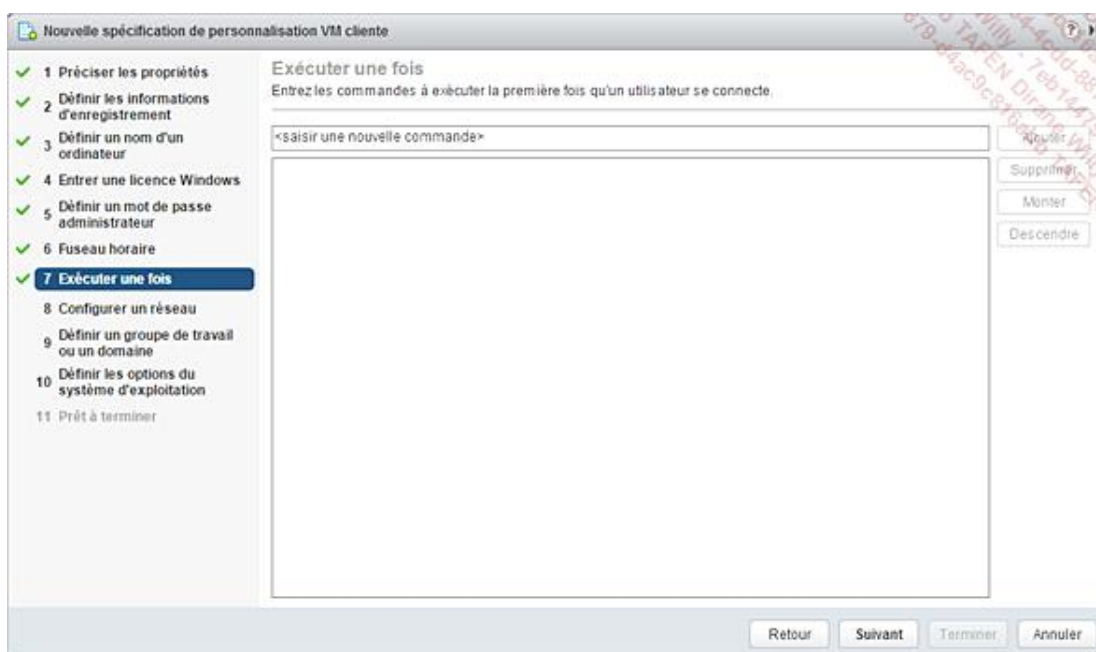 Nouvelle spécification de personnalisation VM cliente
?
1 Préciser les propriétés
2 Définir les informations
d'enregistrement
3 Définir un nom d'un
ordinateur
4 Entrer une licence Windows
5 Définir un mot de passe
administrateur
6 Fuseau horaire
7 Exécuter une fois
8 Configurer un réseau
9 Définir un groupe de travail
ou un domaine
10 Définir les options du
système d'exploitation
11 Prêt à terminer
Exécuter une fois
Entrez les commandes à exécuter la première fois qu'un utilisateur se connecte.
<saisir une nouvelle commande>
Ajouter
Supprimer
Monter
Descendre
Retour
Suivant
Terminer
Annuler